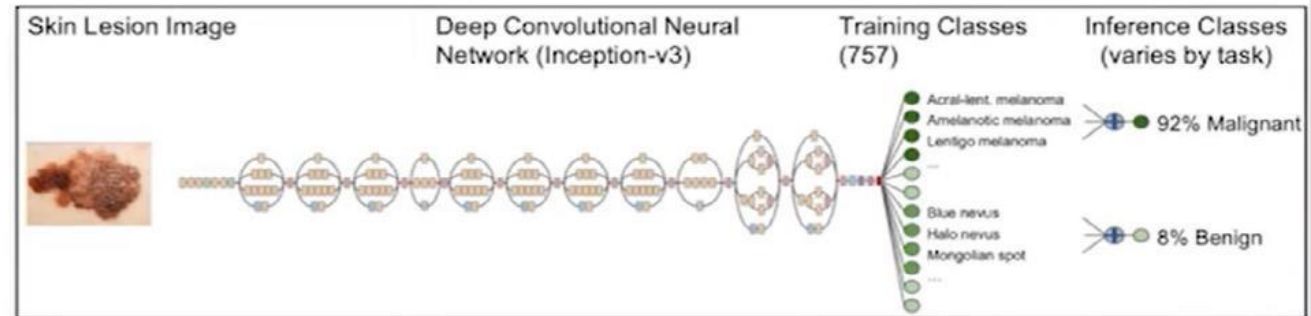 Skin Lesion Image
Deep Convolutional Neural
Network (Inception-v3)
Training Classes
(757)
Inference Classes
(varies by task)
Acral-lent. melanoma
Amelanotic melanoma
Lentigo melanoma
...
Blue nevus
Halo nevus
Mongolian spot
...
92% Malignant
8% Benign